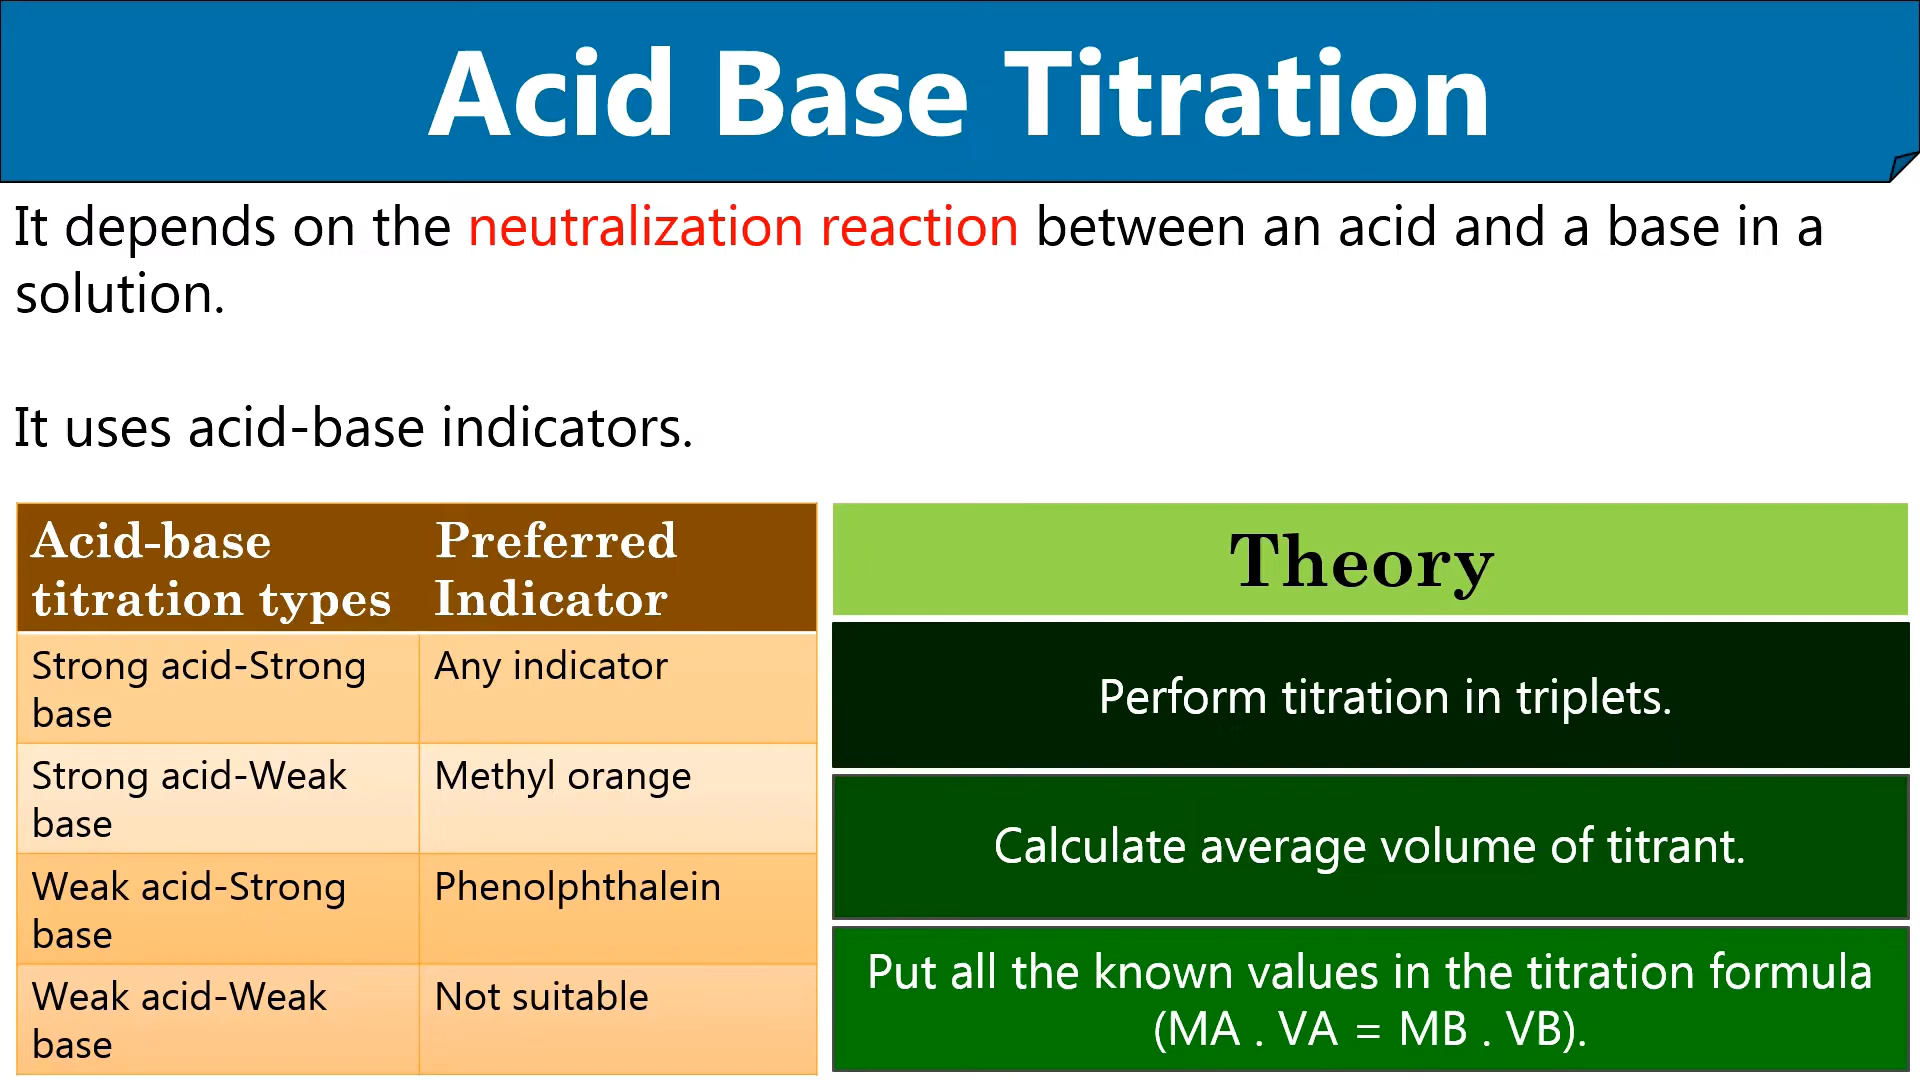 Acid Base Titration
It depends on the neutralization reaction between an acid and a base in a
solution.
It uses acid-base indicators.
Acid-base
titration types
Preferred
Indicator
Strong acid-Strong
base
Any indicator
Strong acid-Weak
base
Methyl orange
Weak acid-Strong
base
Phenolphthalein
Weak acid-Weak
base
Not suitable
Theory
Perform titration in triplets.
Calculate average volume of titrant.
Put all the known values in the titration formula
(MA . VA = MB . VB).